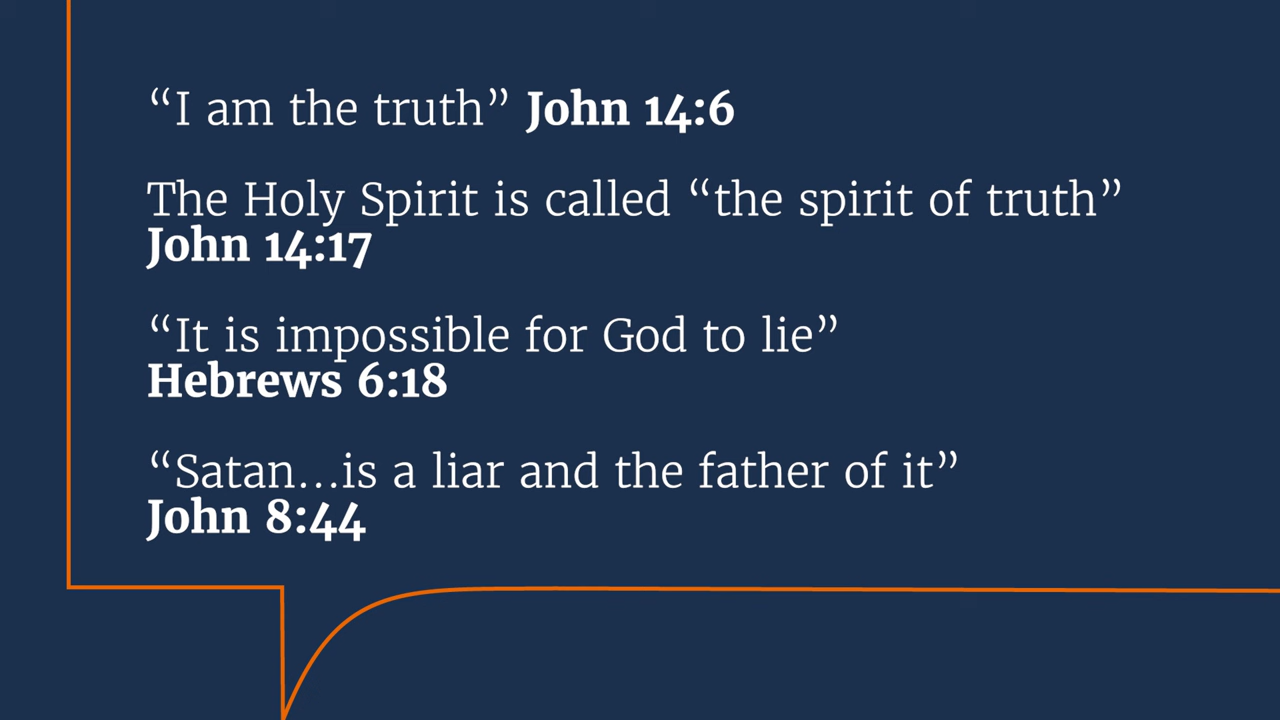 “I am the truth” John 14:6
The Holy Spirit is called “the spirit of truth”
John 14:17
“It is impossible for God to lie”
Hebrews 6:18
“Satan...is a liar and the father of it”
John 8:44